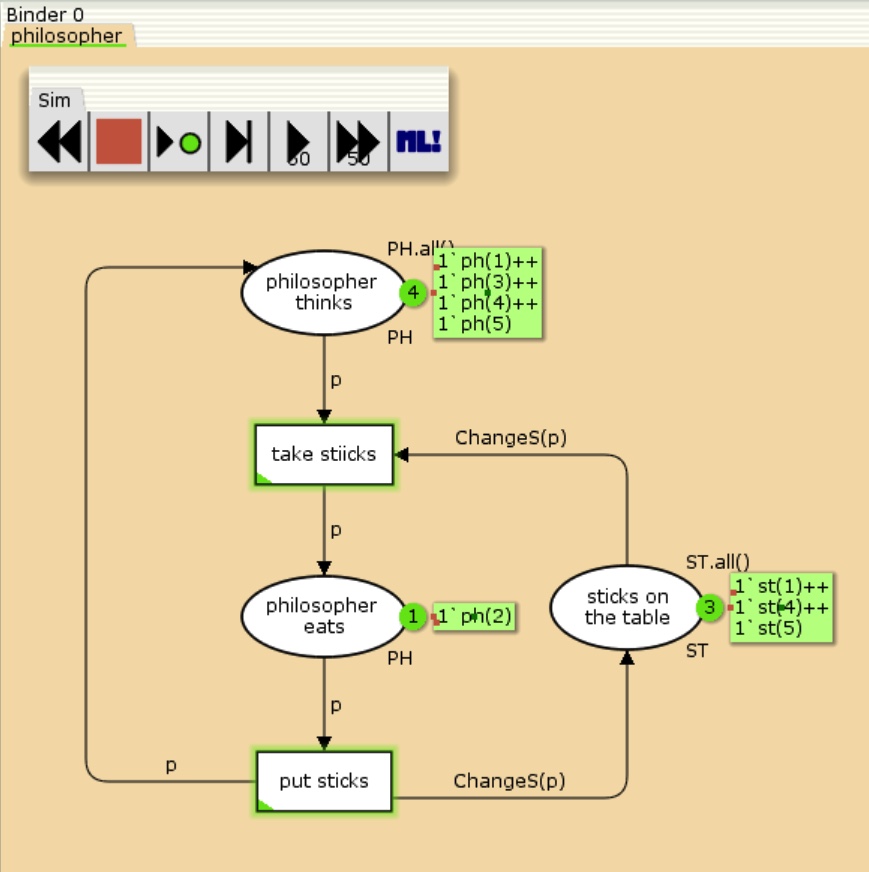 Binder 0
philosopher
Sim
50
50
ML!
PH.all()
philosopher
thinks
4
1`ph(1)++
1`ph(3)++
1`ph(4)++
1`ph(5)
PH
p
take stiicks
ChangeS(p)
p
ST.all()
philosopher
eats
1
1`ph(2)
sticks on
the table
3
1`st(1)++
1`st(4)++
1`st(5)
PH
ST
p
p
put sticks
ChangeS(p)